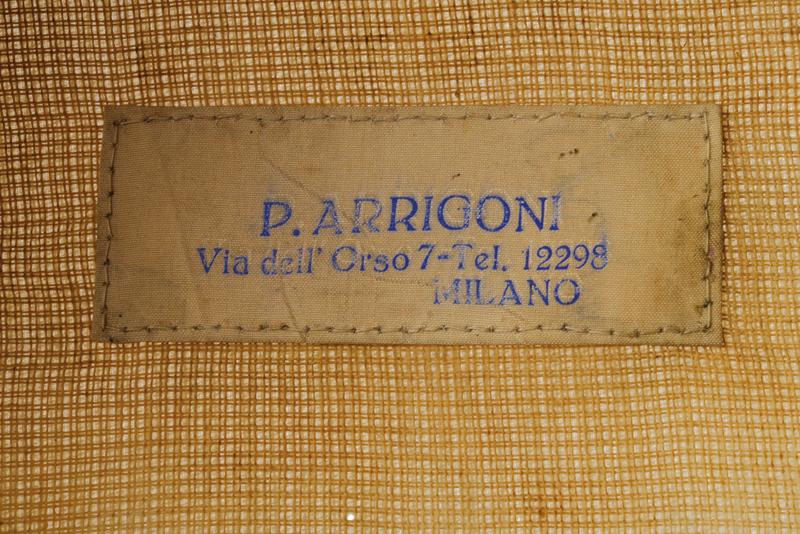 P. ARRIGONI
Via dell' Orso 7-Tel. 12298
MILANO